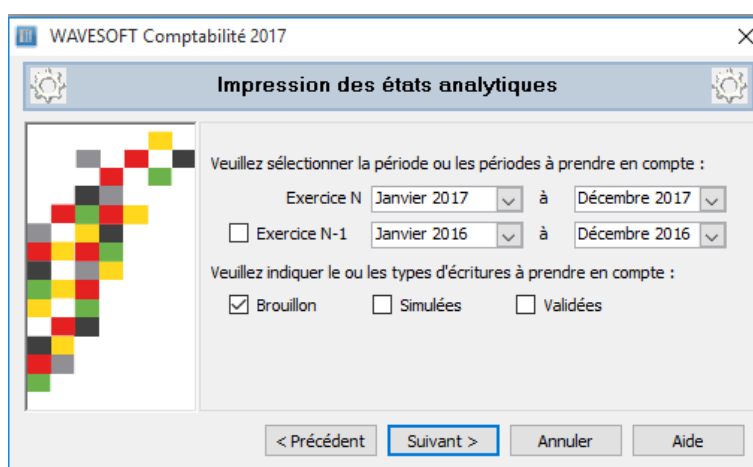 WAVESOFT Comptabilité 2017
Impression des états analytiques
Veuillez sélectionner la période ou les périodes à prendre en compte :
Exercice N Janvier 2017 à Décembre 2017
Exercice N-1 Janvier 2016 à Décembre 2016
Veuillez indiquer le ou les types d'écritures à prendre en compte :
Brouillon Simulées Validées
< Précédent Suivant > Annuler Aide